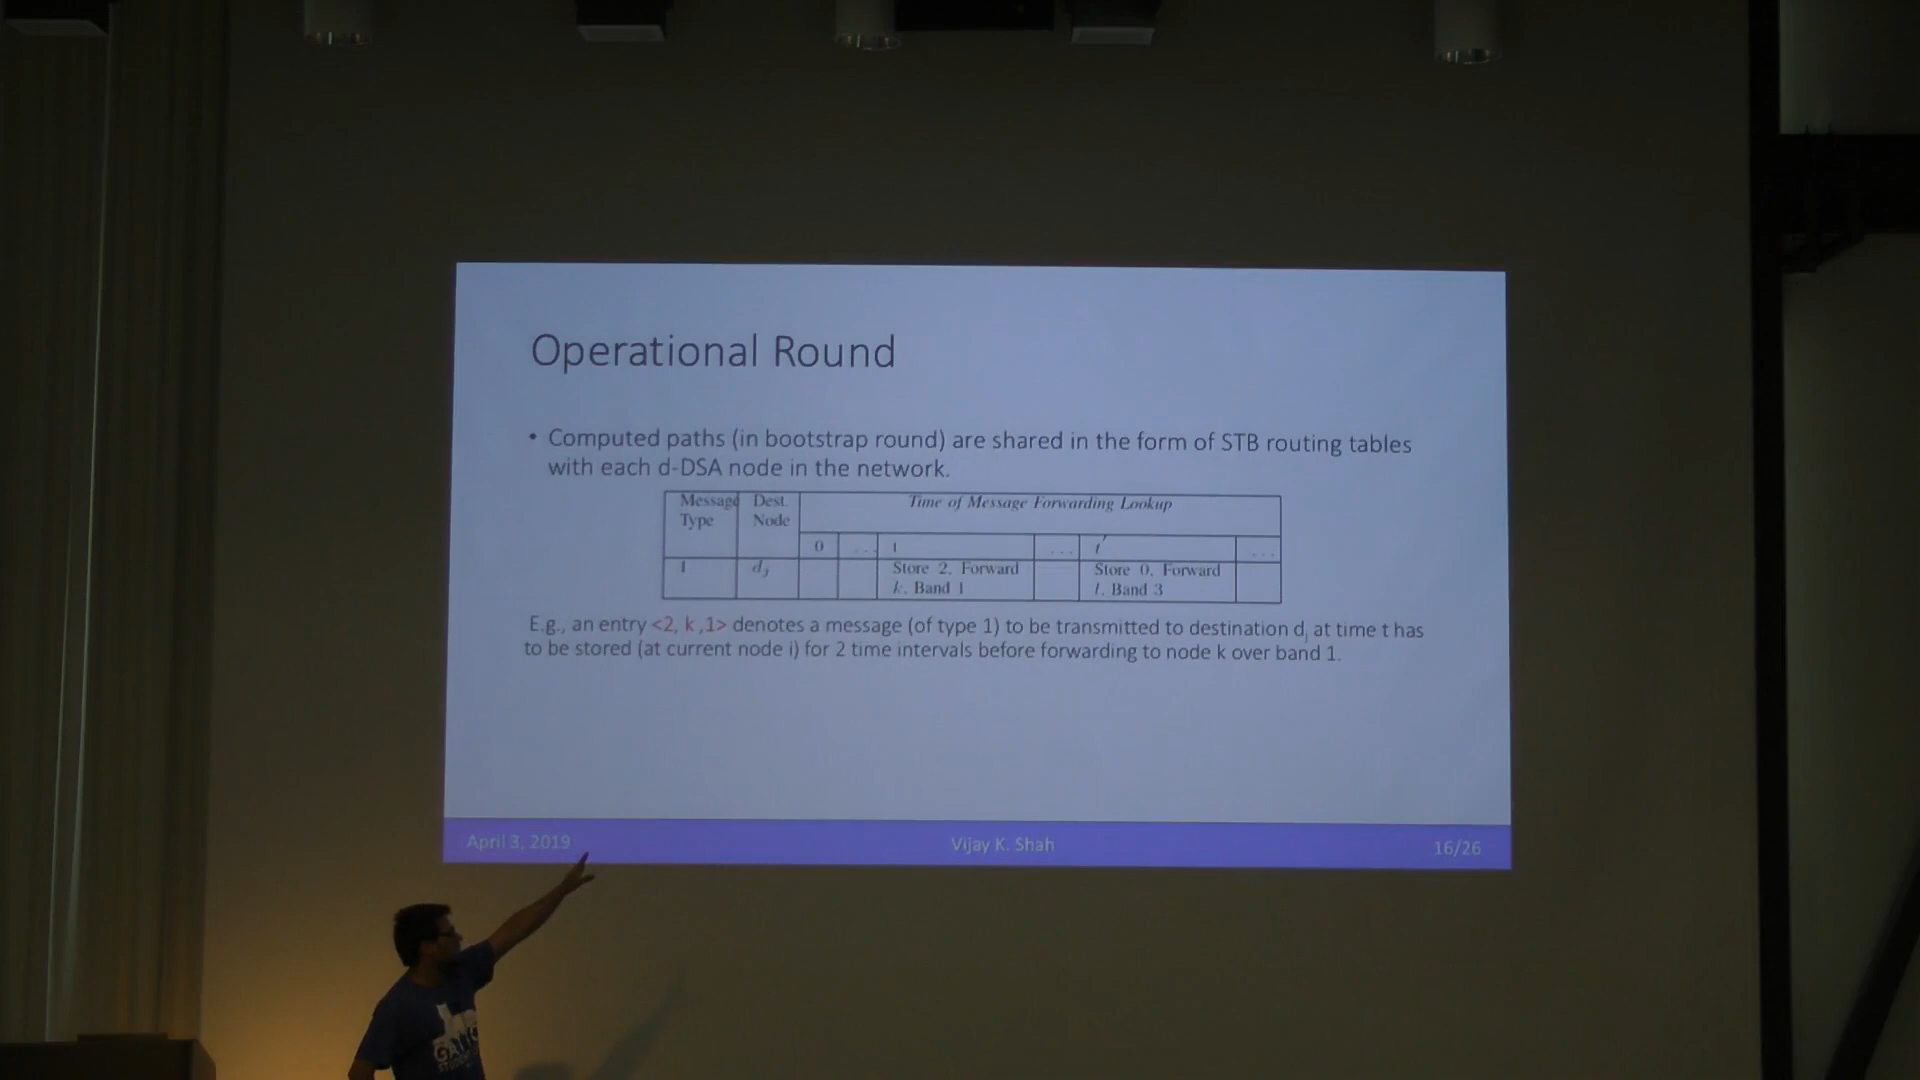 Operational Round
• Computed paths (in bootstrap round) are shared in the form of STB routing tables
with each d-DSA node in the network.
Message Dest. Time of Message Forwarding Lookup
Type Node
0 ... t ... t' ...
1 dj Store 2, Forward Store 0, Forward
k, Band 1 l, Band 3
E.g., an entry <2, k ,1> denotes a message (of type 1) to be transmitted to destination dj at time t has
to be stored (at current node i) for 2 time intervals before forwarding to node k over band 1.
April 3, 2019 Vijay K. Shah 16/26